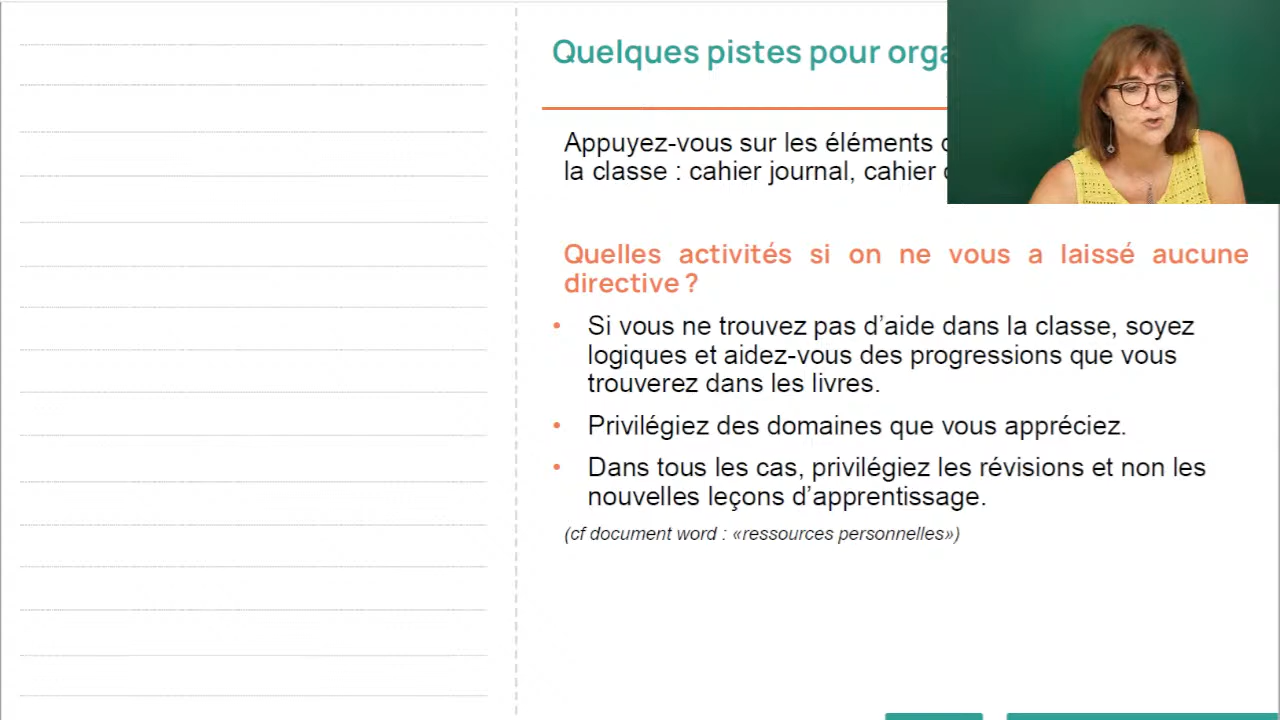 Quelques pistes pour
Appuyez-vous sur les éléments
la classe : cahier journal, cahier
Quelles activités si on ne vous a laissé aucune
directive ?
• Si vous ne trouvez pas d’aide dans la classe, soyez
logiques et aidez-vous des progressions que vous
trouverez dans les livres.
• Privilégiez des domaines que vous appréciez.
• Dans tous les cas, privilégiez les révisions et non les
nouvelles leçons d’apprentissage.
(cf document word : «ressources personnelles»)